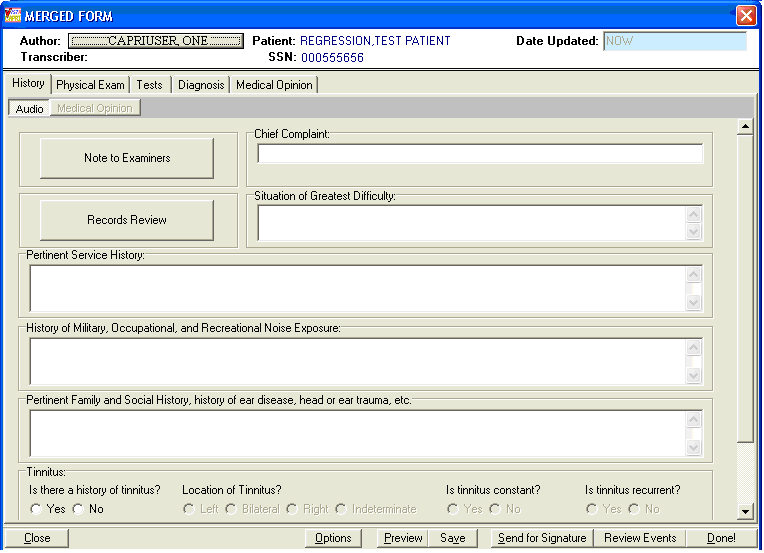 MERGED FORM
Author: CAPRIUSER, ONE Patient: REGRESSION,TEST PATIENT Date Updated: NOW
Transcriber: SSN: 000555656
History Physical Exam Tests Diagnosis Medical Opinion
Audio Medical Opinion
Note to Examiners
Chief Complaint:
Records Review
Situation of Greatest Difficulty:
Pertinent Service History:
History of Military, Occupational, and Recreational Noise Exposure:
Pertinent Family and Social History, history of ear disease, head or ear trauma, etc.
Tinnitus:
Is there a history of tinnitus? Location of Tinnitus? Is tinnitus constant? Is tinnitus recurrent?
Yes No Left Bilateral Right Indeterminate Yes No Yes No
Close Options Preview Save Send for Signature Review Events Done!